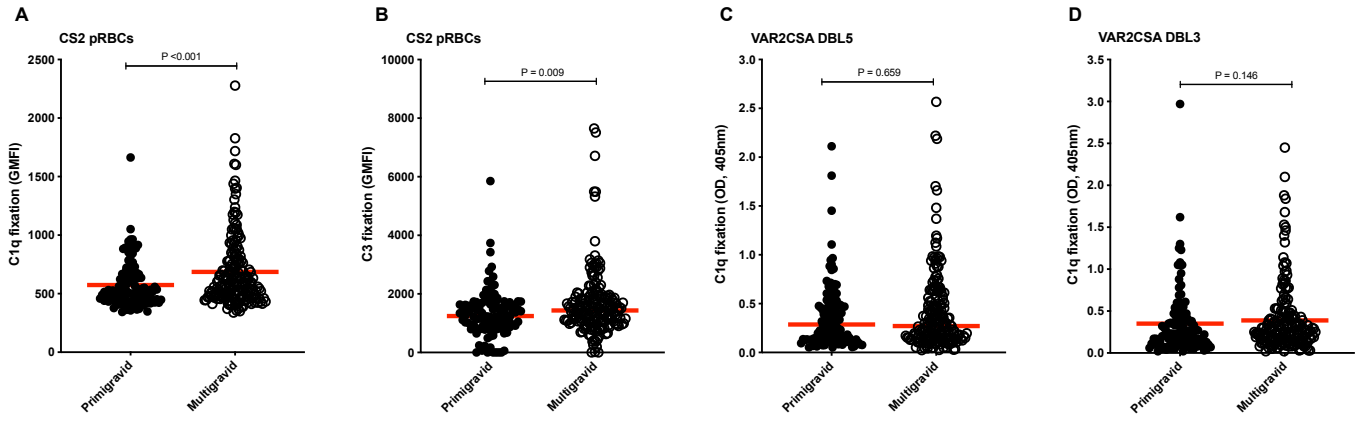 A
CS2 pRBCs
P <0.001
C1q fixation (GMFI)
2500
2000
1500
1000
500
0
Primigravid
Multigravid
B
CS2 pRBCs
P = 0.009
C3 fixation (GMFI)
10000
8000
6000
4000
2000
0
Primigravid
Multigravid
C
VAR2CSA DBL5
P = 0.659
C1q fixation (OD, 405nm)
3.0
2.5
2.0
1.5
1.0
0.5
0.0
Primigravid
Multigravid
D
VAR2CSA DBL3
P = 0.146
C1q fixation (OD, 405nm)
3.5
3.0
2.5
2.0
1.5
1.0
0.5
0.0
Primigravid
Multigravid